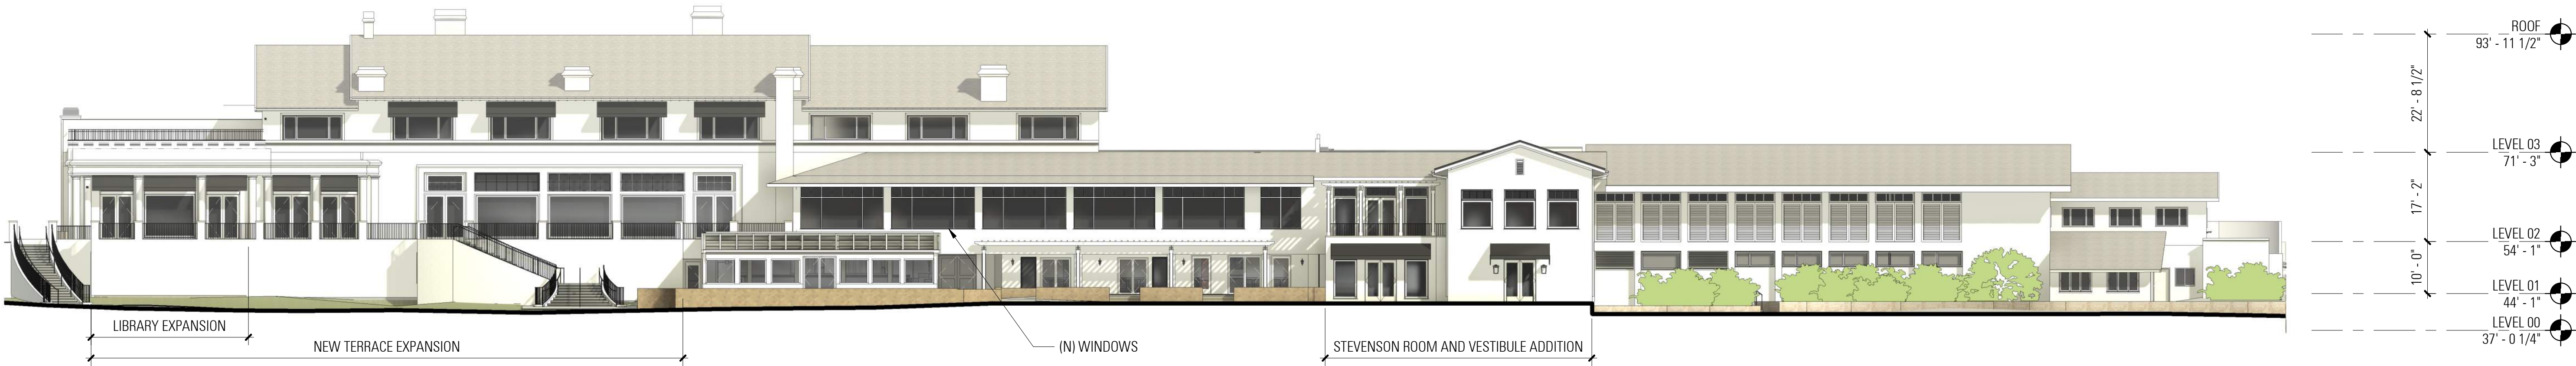 ROOF
93' - 11 1/2"
22' - 8 1/2"
LEVEL 03
71' - 3"
17' - 2"
LEVEL 02
54' - 1"
10' - 0"
LEVEL 01
44' - 1"
LEVEL 00
37' - 0 1/4"
LIBRARY EXPANSION
NEW TERRACE EXPANSION
(N) WINDOWS
STEVENSON ROOM AND VESTIBULE ADDITION